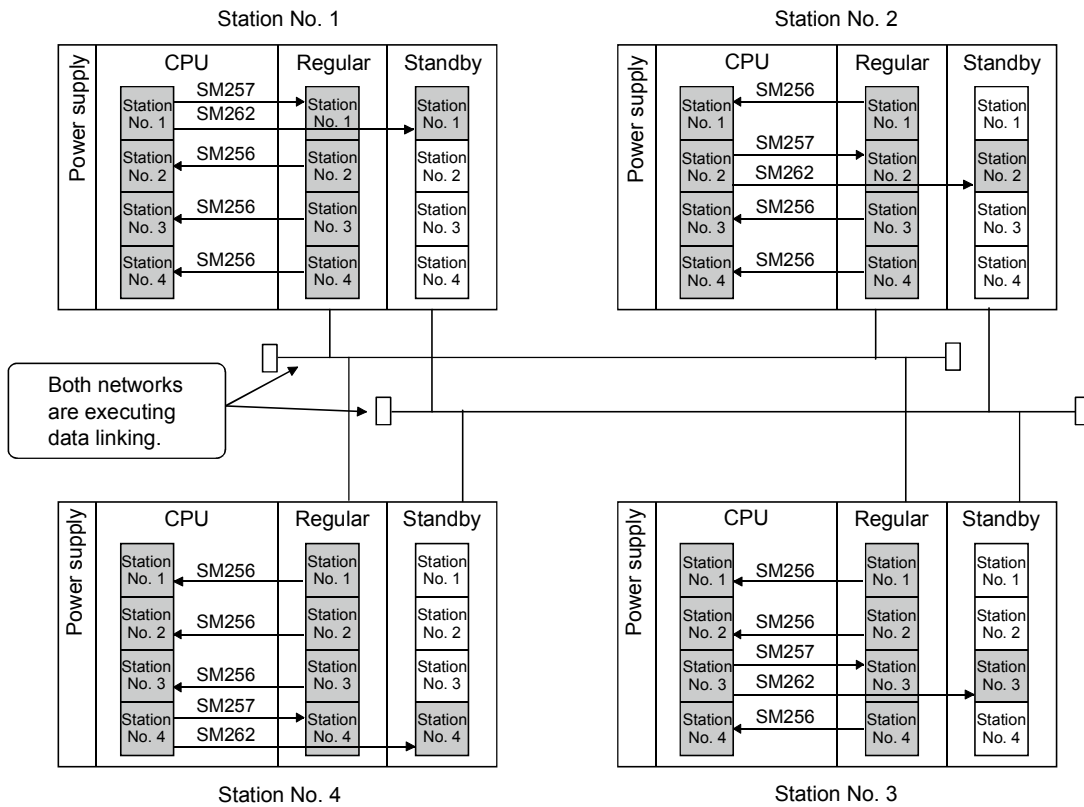 Station No. 1
Power supply
CPU
Regular
Standby
Station
No. 1
Station
No. 2
Station
No. 3
Station
No. 4
SM257
SM262
SM256
SM256
SM256
Station
No. 1
Station
No. 2
Station
No. 3
Station
No. 4
Station
No. 1
Station
No. 2
Station
No. 3
Station
No. 4
Station No. 2
Power supply
CPU
Regular
Standby
Station
No. 1
Station
No. 2
Station
No. 3
Station
No. 4
SM256
SM257
SM262
SM256
SM256
Station
No. 1
Station
No. 2
Station
No. 3
Station
No. 4
Station
No. 1
Station
No. 2
Station
No. 3
Station
No. 4
Both networks
are executing
data linking.
Power supply
CPU
Regular
Standby
Station
No. 1
Station
No. 2
Station
No. 3
Station
No. 4
SM256
SM256
SM256
SM257
SM262
Station
No. 1
Station
No. 2
Station
No. 3
Station
No. 4
Station
No. 1
Station
No. 2
Station
No. 3
Station
No. 4
Station No. 4
Power supply
CPU
Regular
Standby
Station
No. 1
Station
No. 2
Station
No. 3
Station
No. 4
SM256
SM256
SM257
SM262
SM256
Station
No. 1
Station
No. 2
Station
No. 3
Station
No. 4
Station
No. 1
Station
No. 2
Station
No. 3
Station
No. 4
Station No. 3